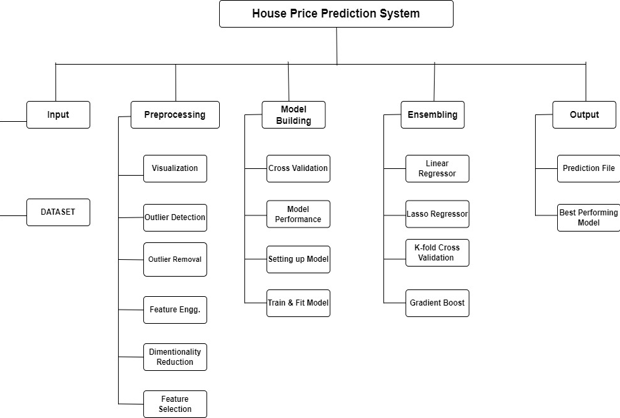 House Price Prediction System
Input
Preprocessing
Model
Building
Ensembling
Output
DATASET
Visualization
Outlier Detection
Outlier Removal
Feature Engg.
Dimentionality
Reduction
Feature
Selection
Cross Validation
Model
Performance
Setting up Model
Train & Fit Model
Linear
Regressor
Lasso Regressor
K-fold Cross
Validation
Gradient Boost
Prediction File
Best Performing
Model